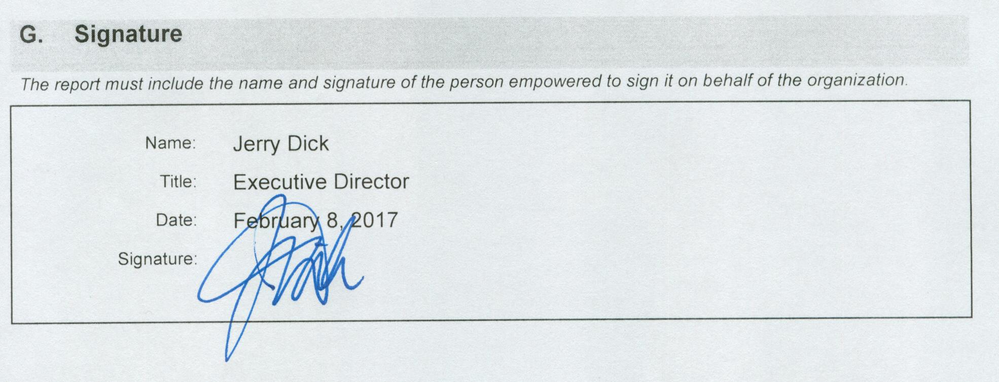 G. Signature
The report must include the name and signature of the person empowered to sign it on behalf of the organization.
Name: Jerry Dick
Title: Executive Director
Date: February 8, 2017
Signature: